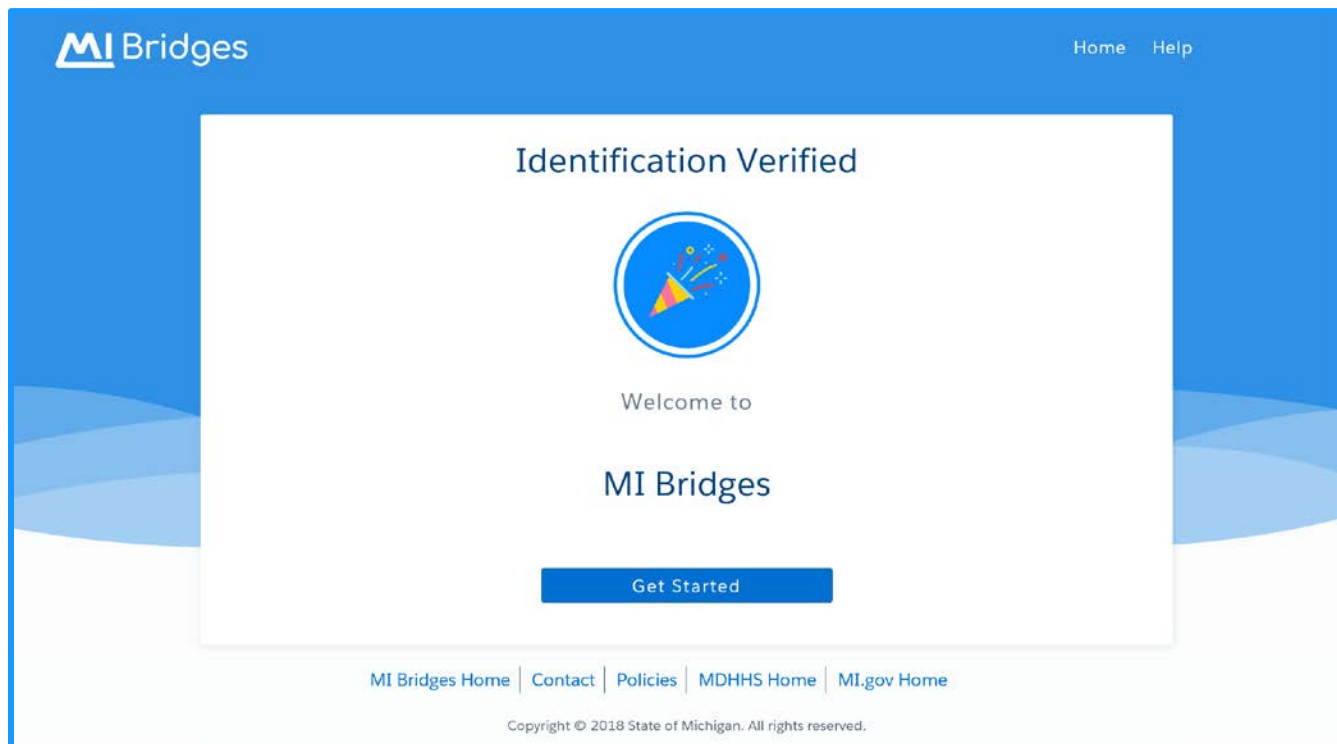 MI Bridges
Home Help
Identification Verified
Welcome to
MI Bridges
Get Started
MI Bridges Home Contact Policies MDHHS Home MI.gov Home
Copyright © 2018 State of Michigan. All rights reserved.